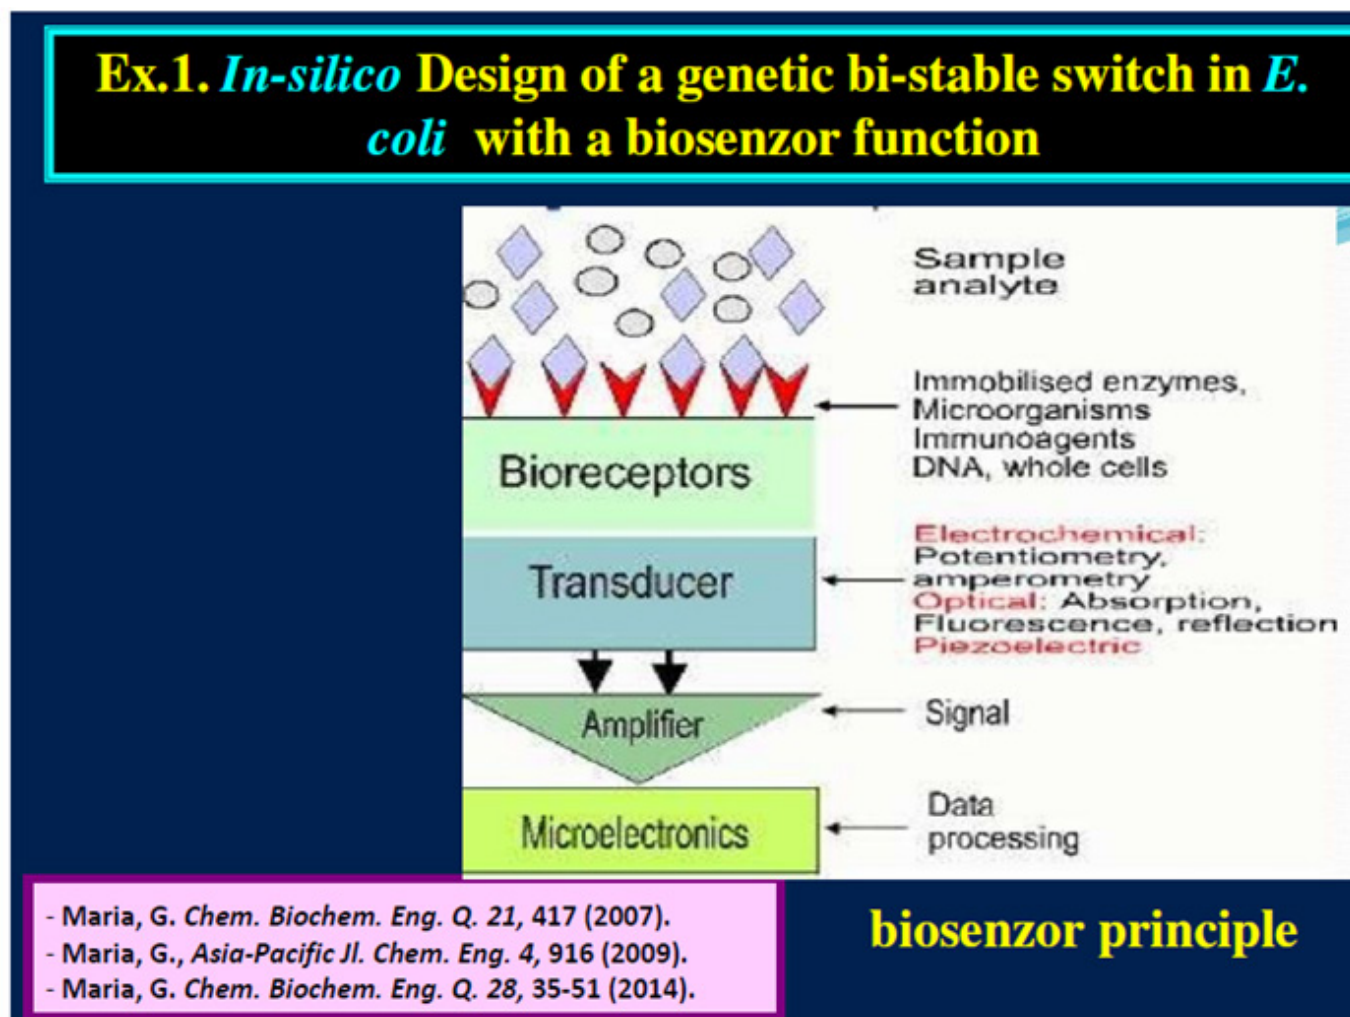 Ex.1. In-silico Design of a genetic bi-stable switch in E.
coli with a biosenzor function
Sample
analyte
Immobilised enzymes,
Microorganisms
Immunoagents
DNA, whole cells
Bioreceptors
Electrochemical:
Potentiometry,
amperometry
Optical: Absorption,
Fluorescence, reflection
Piezoelectric
Transducer
Amplifier
Signal
Microelectronics
Data
processing
- Maria, G. Chem. Biochem. Eng. Q. 21, 417 (2007).
- Maria, G., Asia-Pacific Jl. Chem. Eng. 4, 916 (2009).
- Maria, G. Chem. Biochem. Eng. Q. 28, 35-51 (2014).
biosenzor principle